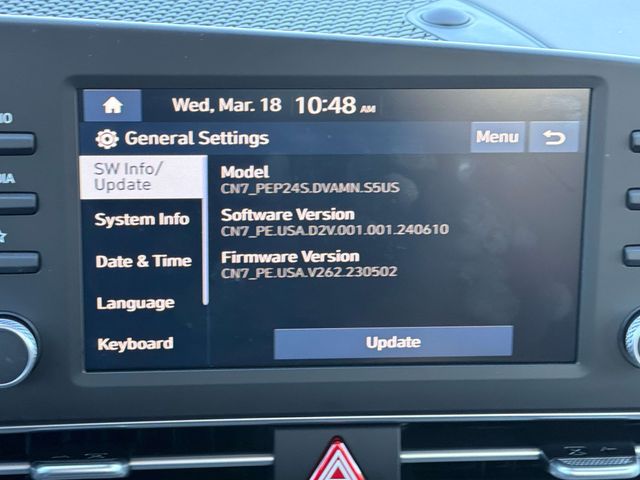 Wed, Mar. 18 10:48 AM
General Settings Menu
SW Info/
Update
System Info
Date & Time
Language
Keyboard
Model
CN7_PEP24S.DVAMN.S5US
Software Version
CN7_PE.USA.D2V.001.001.240610
Firmware Version
CN7_PE.USA.V262.230502
Update